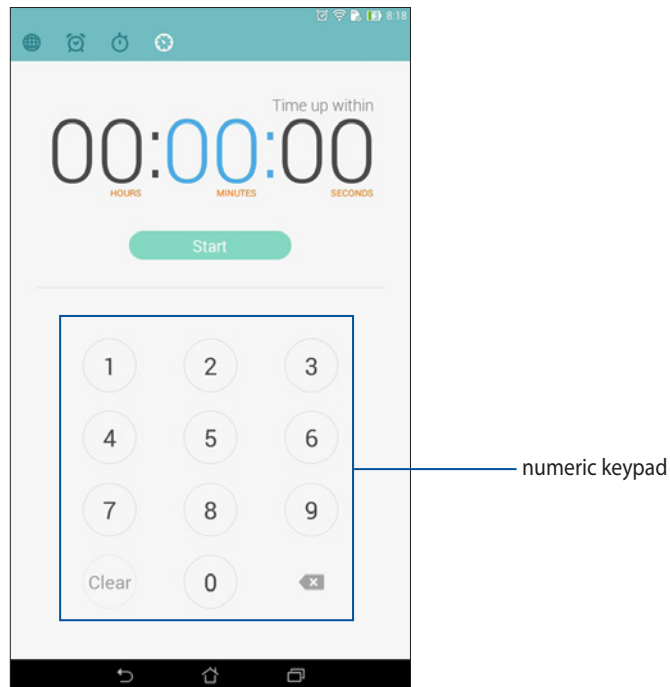 8:18
Time up within
00:00:00
HOURS MINUTES SECONDS
Start
1 2 3
4 5 6
numeric keypad
7 8 9
Clear 0